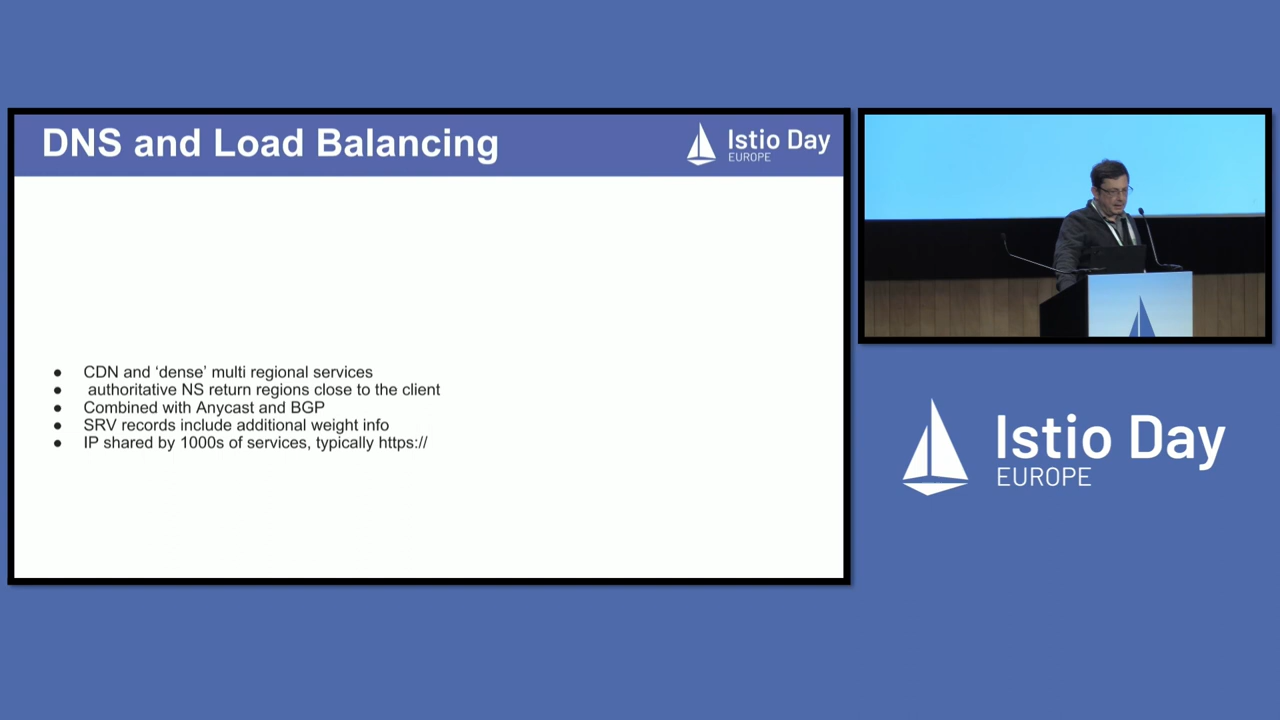 DNS and Load Balancing
Istio Day
EUROPE
● CDN and ‘dense’ multi regional services
● authoritative NS return regions close to the client
● Combined with Anycast and BGP
● SRV records include additional weight info
● IP shared by 1000s of services, typically https://
Istio Day
EUROPE